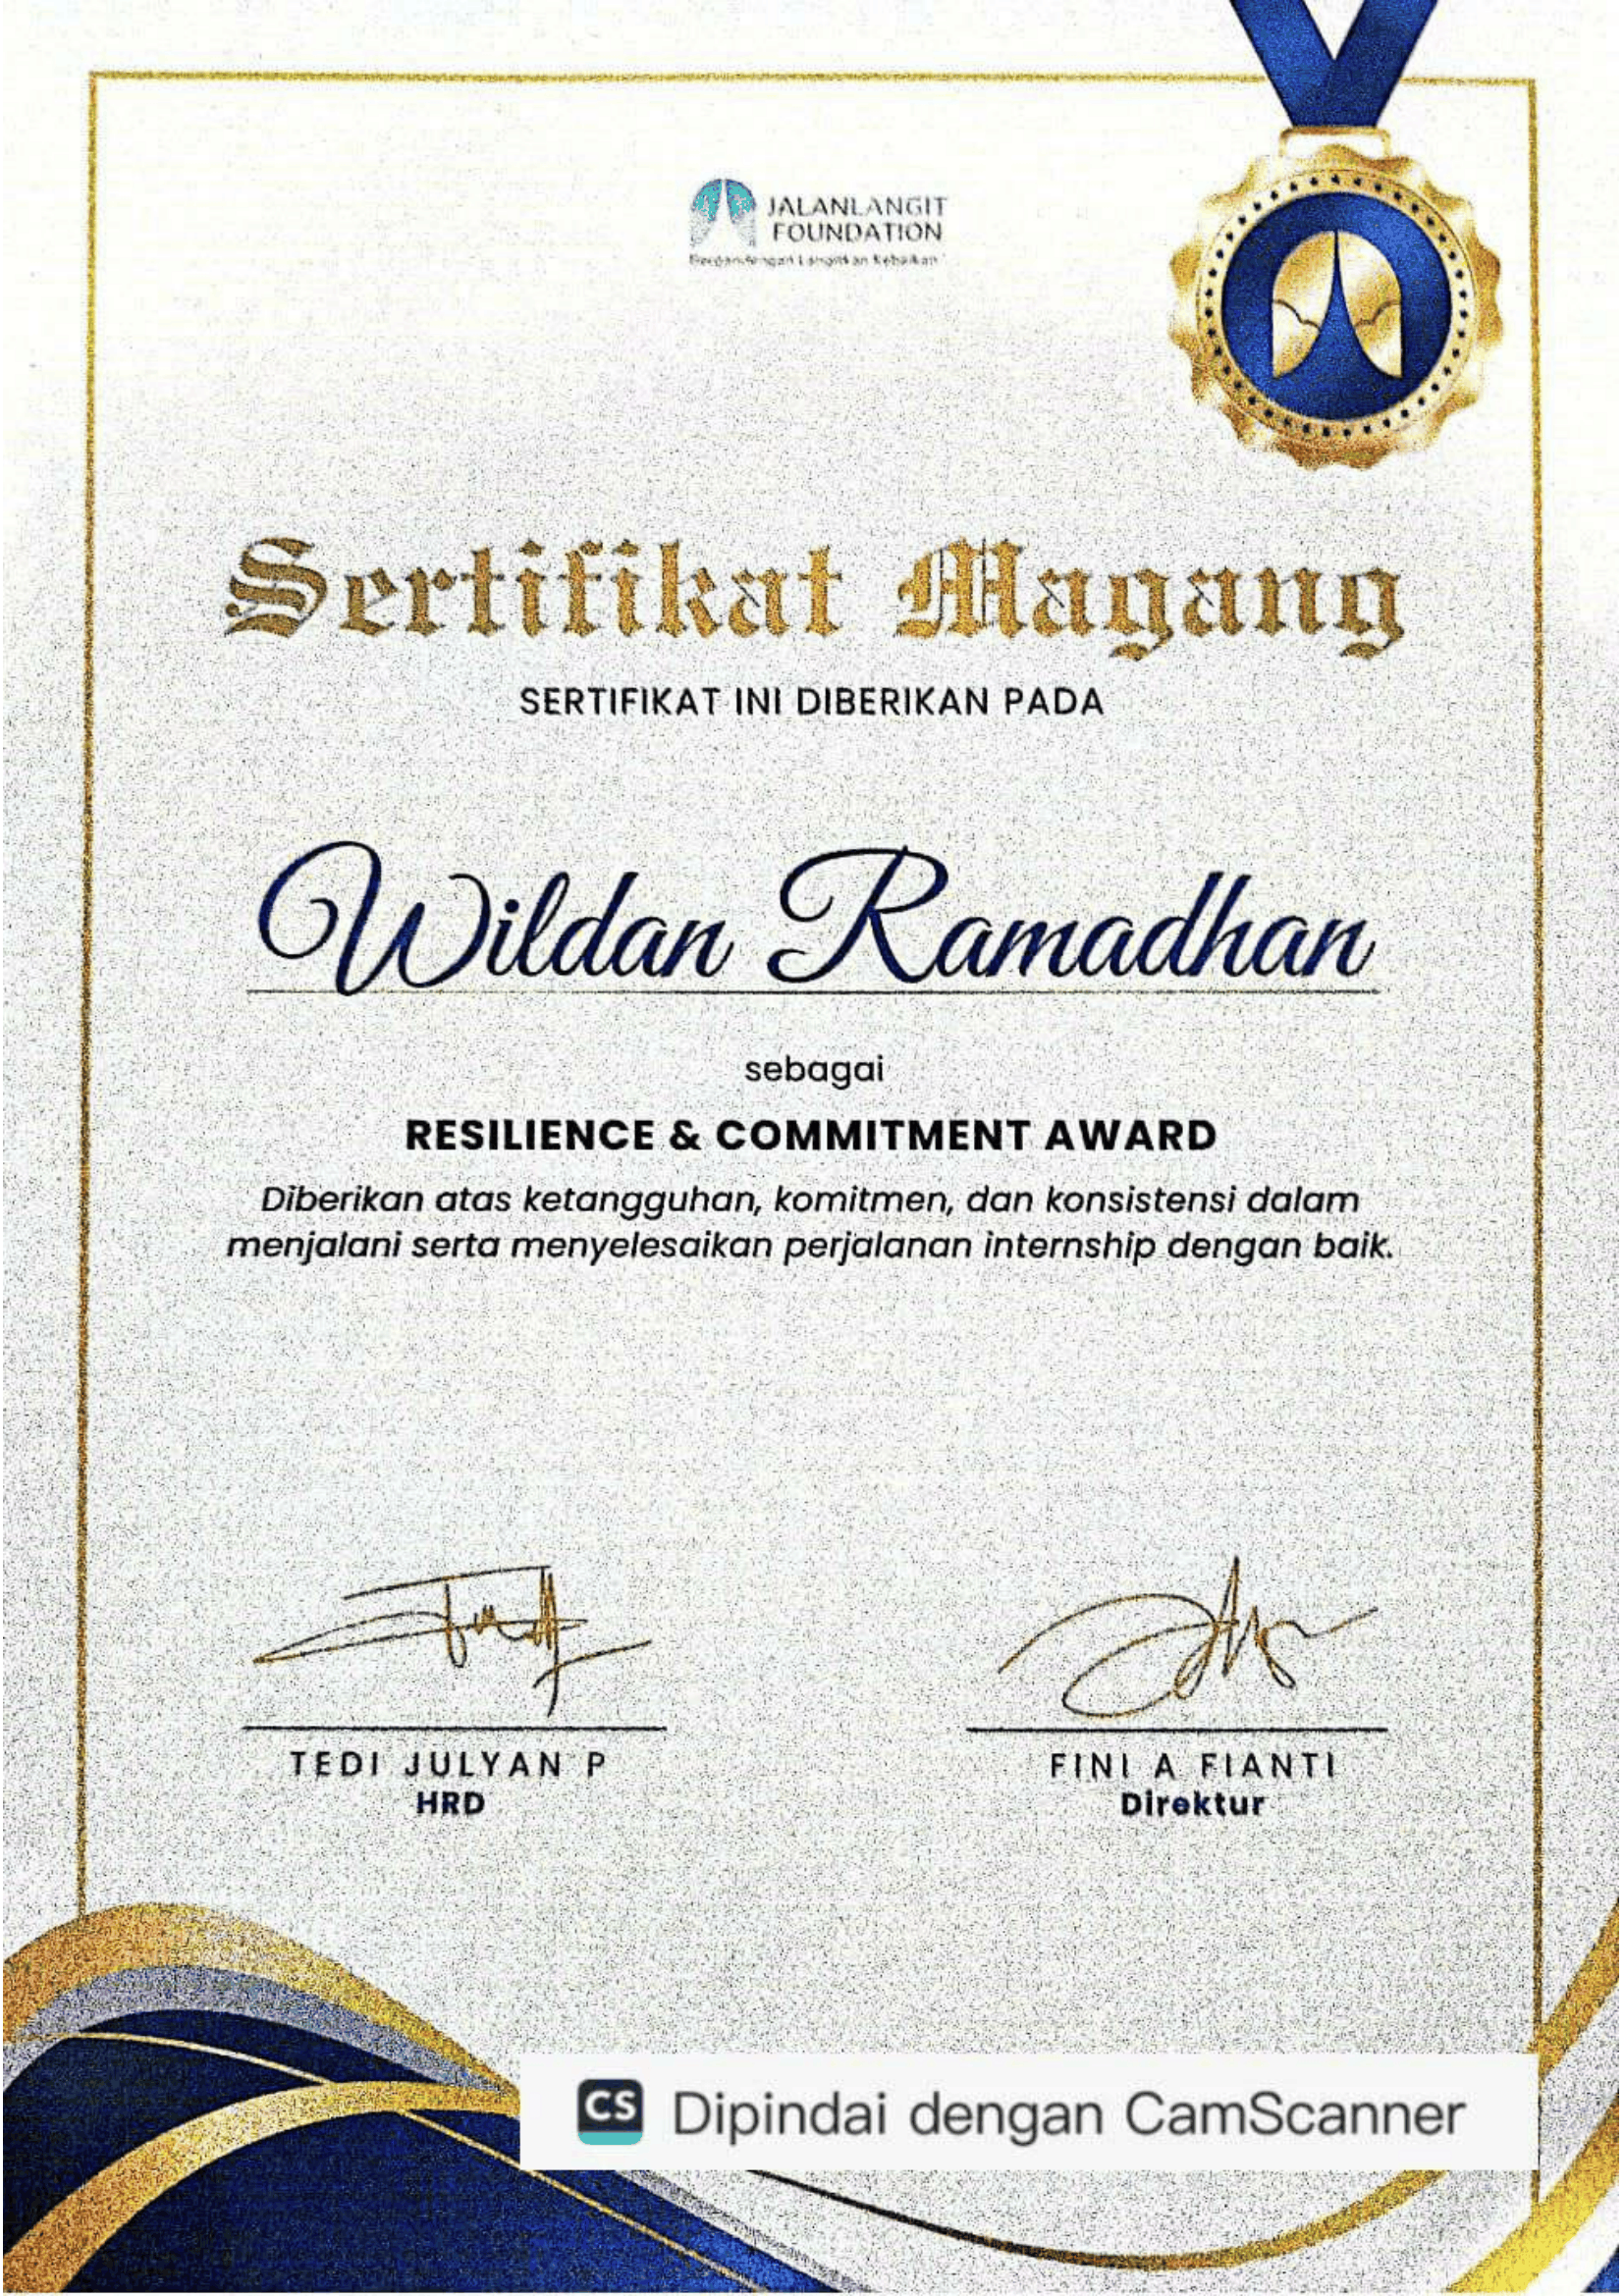 JALANLANGIT
FOUNDATION
Sertifikat Magang
SERTIFIKAT INI DIBERIKAN PADA
Wildan Ramadhan
sebagai
RESILIENCE & COMMITMENT AWARD
Diberikan atas ketangguhan, komitmen, dan konsistensi dalam
menjalani serta menyelesaikan perjalanan internship dengan baik.
TEDI JULYAN P
HRD
FINI A FIANTI
Direktur
CS Dipindai dengan CamScanner